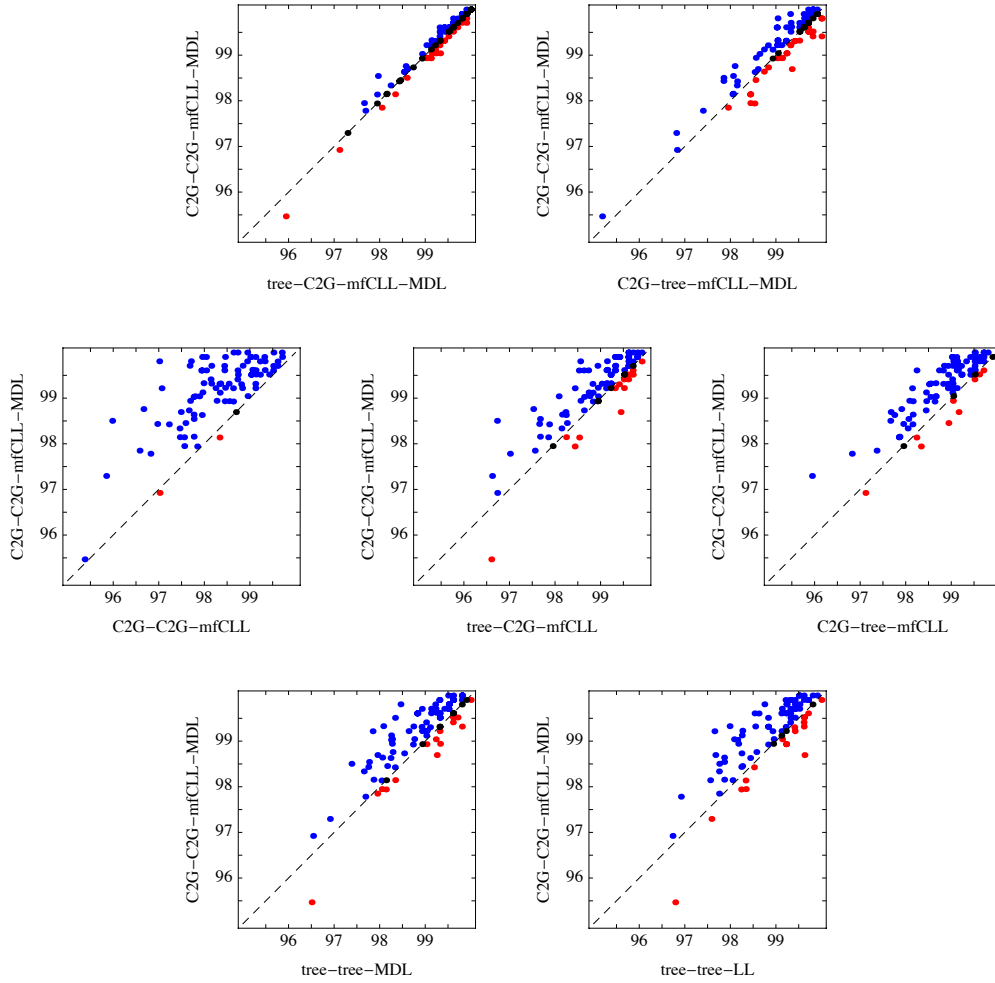 99
98
97
96
C2G−C2G−mfCLL−MDL
96 97 98 99
tree−C2G−mfCLL−MDL
99
98
97
96
C2G−C2G−mfCLL−MDL
96 97 98 99
C2G−tree−mfCLL−MDL
99
98
97
96
C2G−C2G−mfCLL−MDL
96 97 98 99
C2G−C2G−mfCLL
99
98
97
96
C2G−C2G−mfCLL−MDL
96 97 98 99
tree−C2G−mfCLL
99
98
97
96
C2G−C2G−mfCLL−MDL
96 97 98 99
C2G−tree−mfCLL
99
98
97
96
C2G−C2G−mfCLL−MDL
96 97 98 99
tree−tree−MDL
99
98
97
96
C2G−C2G−mfCLL−MDL
96 97 98 99
tree−tree−LL